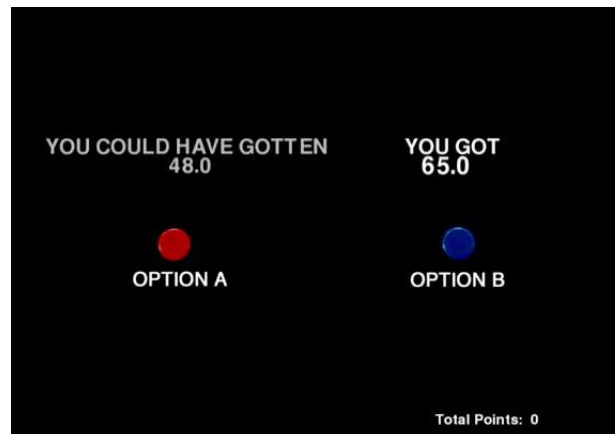 YOU COULD HAVE GOTTEN
48.0
YOU GOT
65.0
OPTION A
OPTION B
Total Points: 0